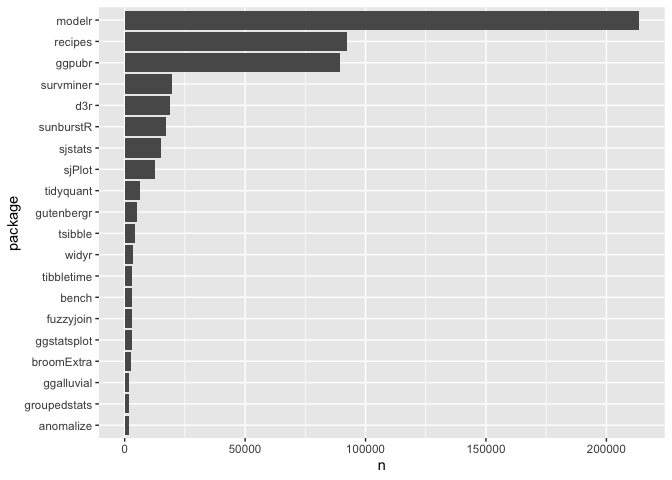 modelr
recipes
ggpubr
survminer
d3r
sunburstR
sjstats
sjPlot
tidyquant
gutenbergr
tsibble
widyr
tibbletime
bench
fuzzyjoin
ggstatsplot
broomExtra
ggalluvial
groupedstats
anomalize
package
0 50000 100000 150000 200000
n